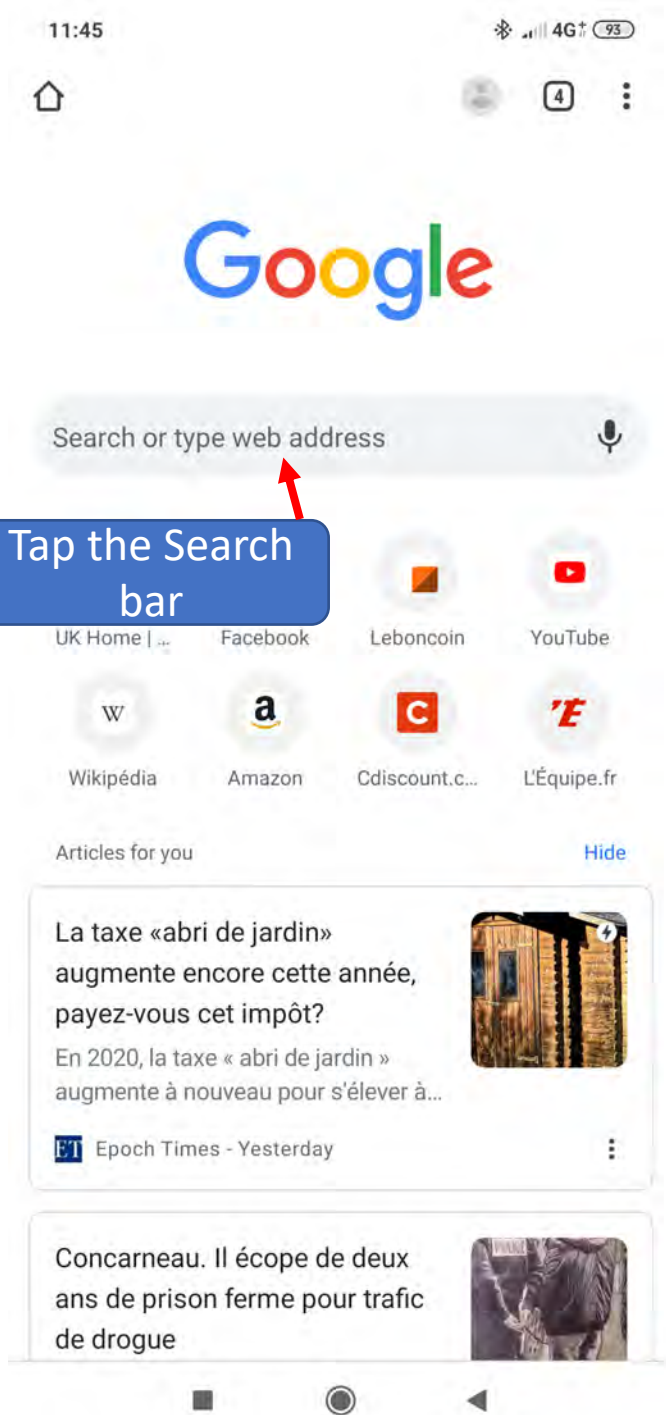 11:45 4G+ 93
4
Google
Search or type web address
Tap the Search
bar
UK Home | ... Facebook Leboncoin YouTube
W a C 'E
Wikipédia Amazon Cdiscount.c... L'Équipe.fr
Articles for you Hide
La taxe «abri de jardin»
augmente encore cette année,
payez-vous cet impôt?
En 2020, la taxe « abri de jardin »
augmente à nouveau pour s'élever à...
ET Epoch Times - Yesterday
Concarneau. Il écope de deux
ans de prison ferme pour trafic
de drogue